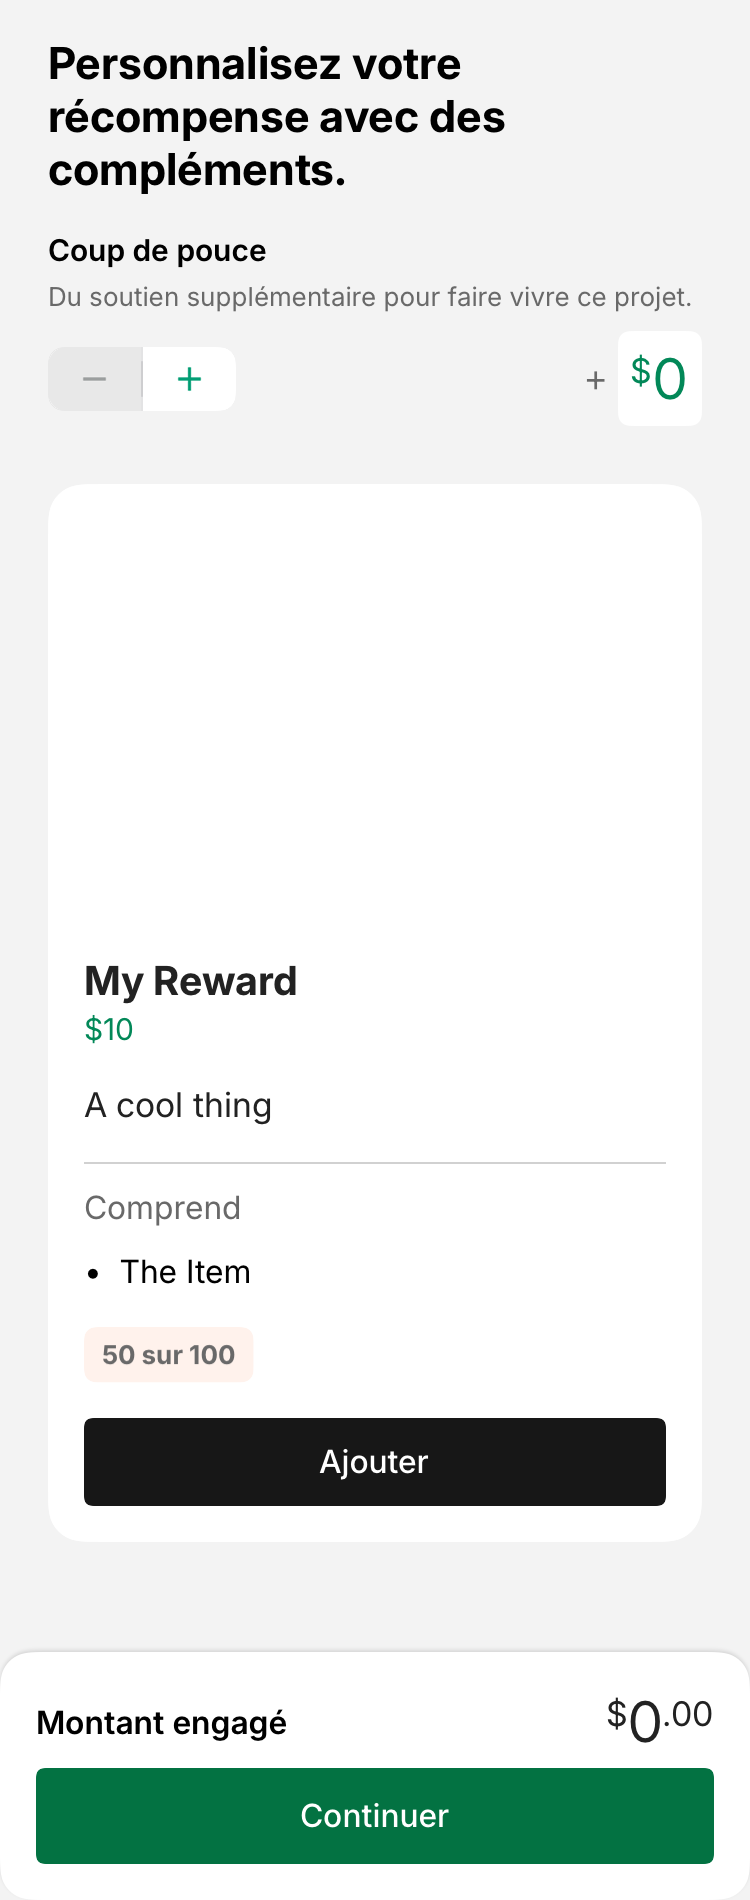 Personnalisez votre
récompense avec des
compléments.
Coup de pouce
Du soutien supplémentaire pour faire vivre ce projet.
− + + $0
My Reward
$10
A cool thing
Comprend
• The Item
50 sur 100
Ajouter
Montant engagé $0.00
Continuer